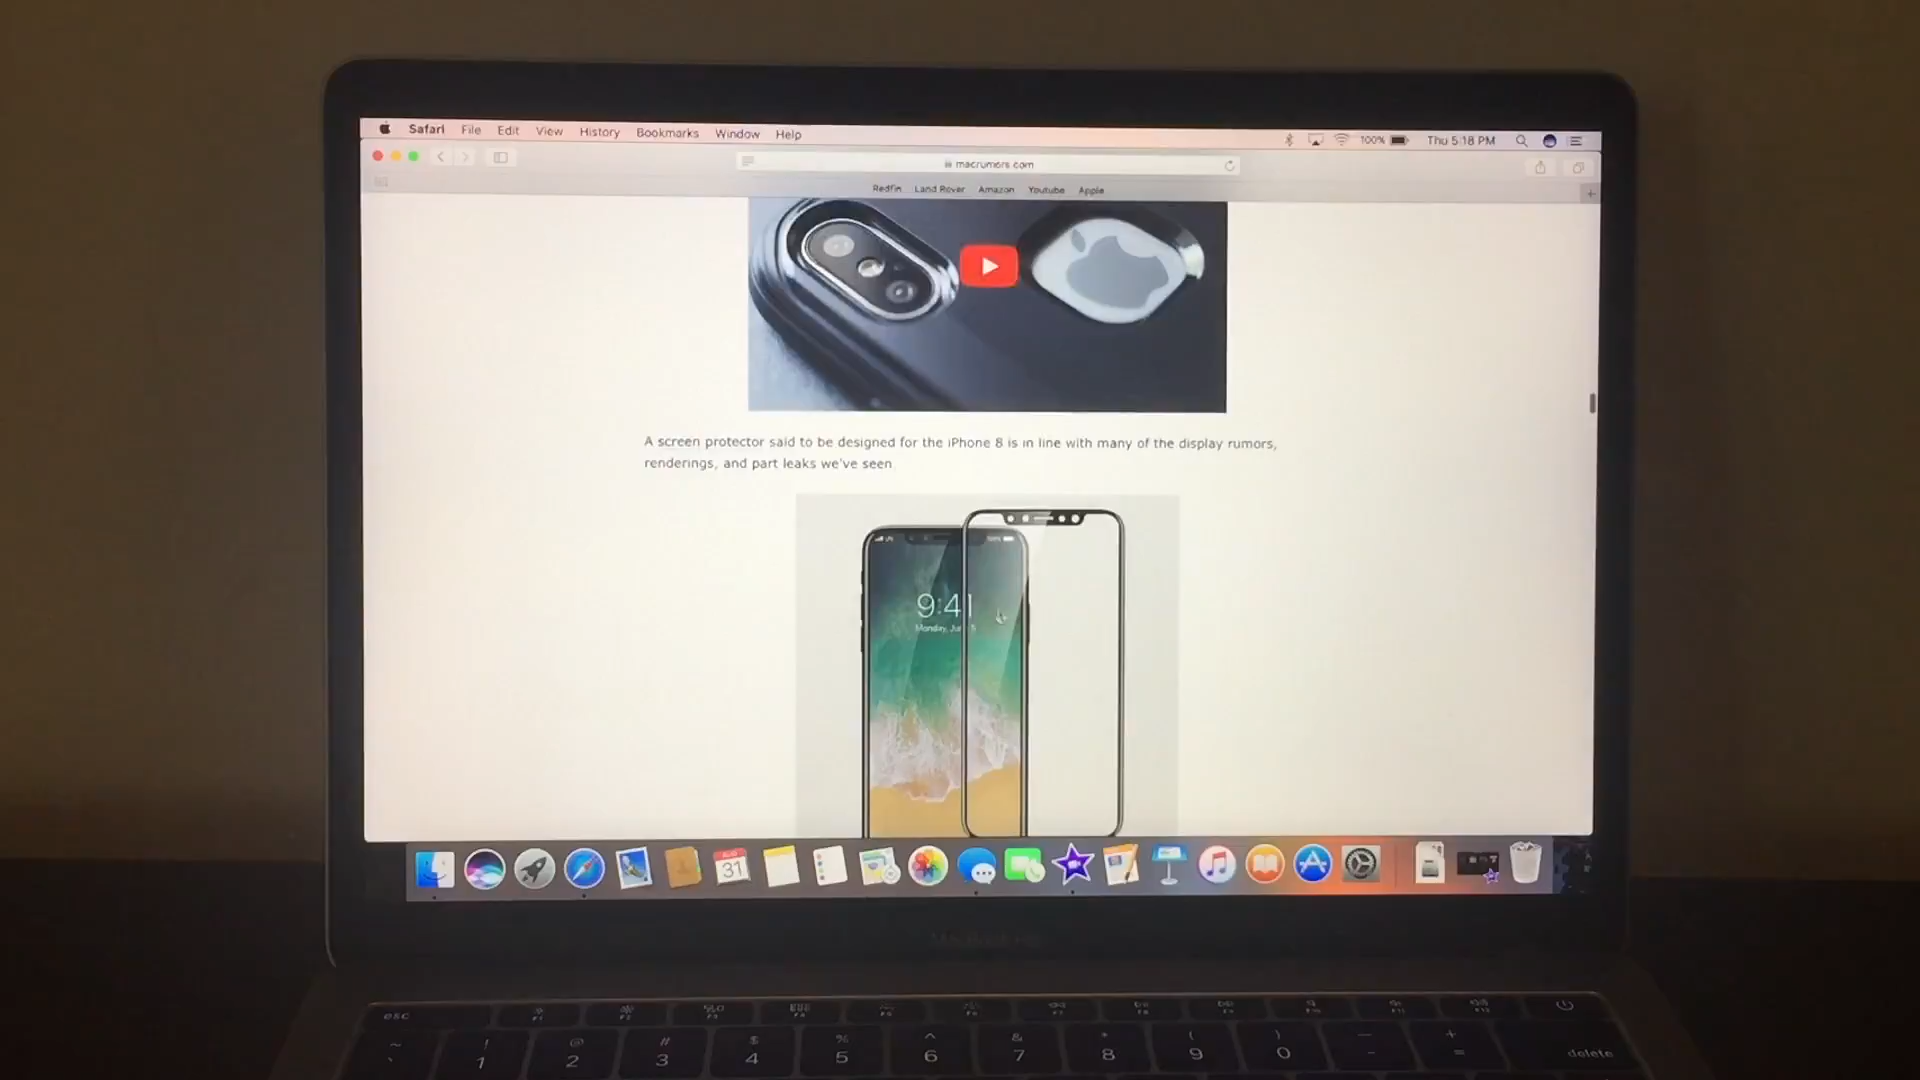 Safari File Edit View History Bookmarks Window Help
100% Thu 5:18 PM
macrumors.com
Redfin Land Rover Amazon Youtube Apple
A screen protector said to be designed for the iPhone 8 is in line with many of the display rumors,
renderings, and part leaks we've seen
9:41
Monday,
AUG
31
esc
~ ! @ # $ % ^ & * ( ) — +
` 1 2 3 4 5 6 7 8 9 0 - = delete